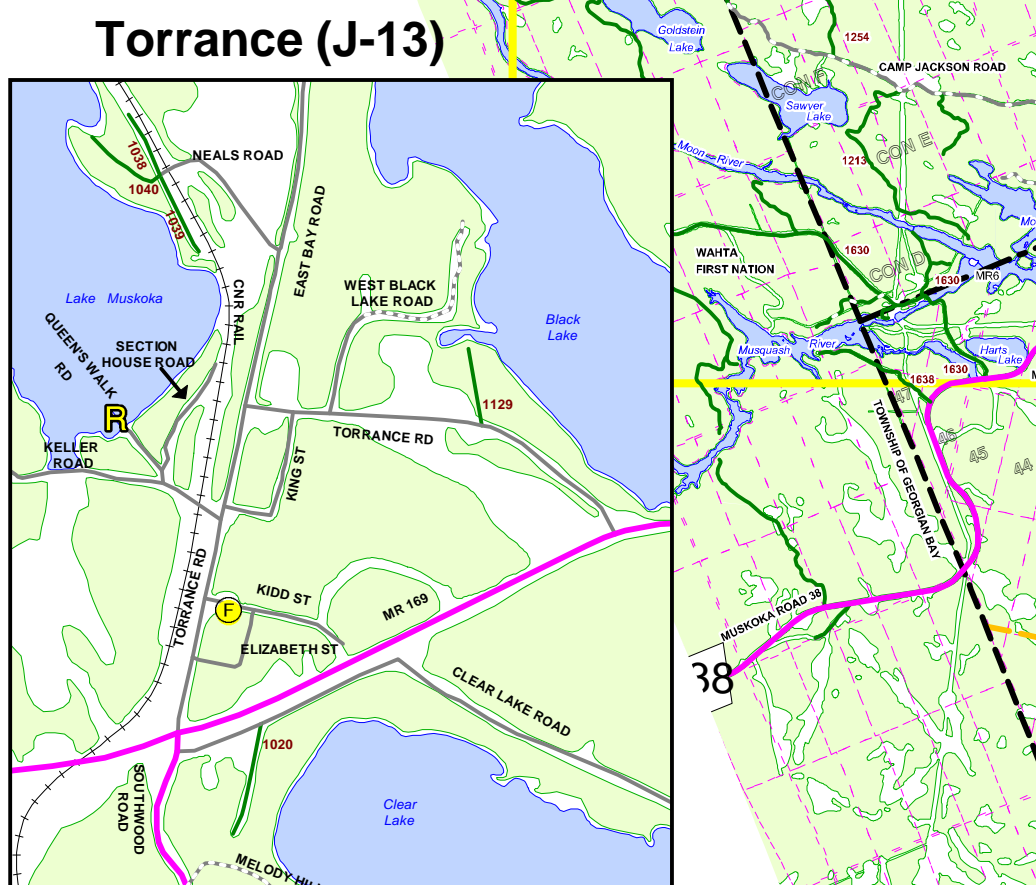 Torrance (J-13)
1038
NEALS ROAD
1040
1039
EAST BAY ROAD
CNR RAIL
WEST BLACK
LAKE ROAD
Lake Muskoka
Black
Lake
QUEEN'S WALK
RD
SECTION
HOUSE ROAD
R
1129
KELLER
ROAD
TORRANCE RD
KING ST
TORRANCE RD
KIDD ST
F
ELIZABETH ST
MR 169
CLEAR LAKE ROAD
1020
SOUTHWOOD
ROAD
Clear
Lake
Goldstein
Lake
1254
CAMP JACKSON ROAD
CON F
Sawyer
Lake
CON E
Moon River
1213
WAHTA
FIRST NATION
1630
CON D
1630
MR6
Musquash River
Harts
Lake
1638
1630
47
46
45
44
TOWNSHIP OF GEORGIAN BAY
MUSKOKA ROAD 38
38